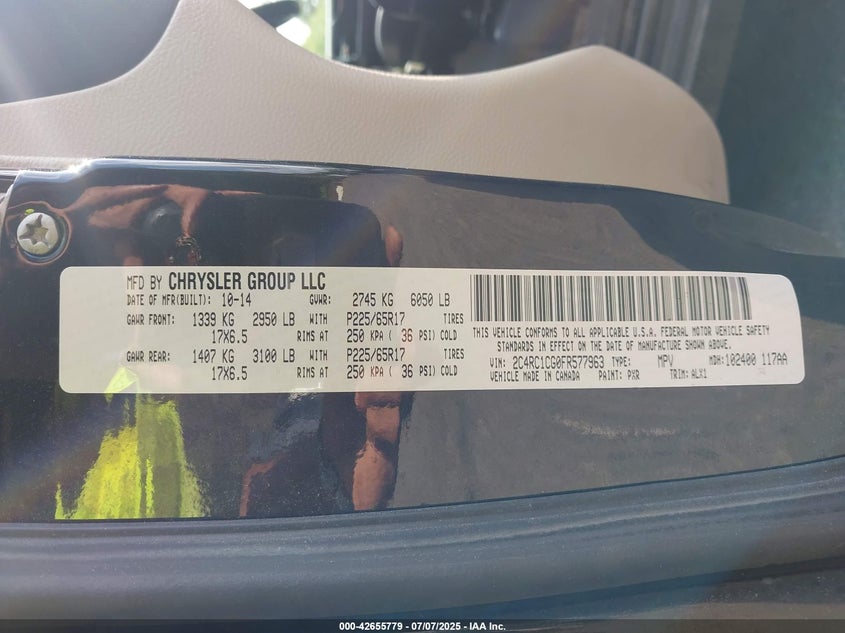 MFD BY CHRYSLER GROUP LLC
DATE OF MFR(BUILT): 10-14 GVWR: 2745 KG 6050 LB
GAWR FRONT: 1339 KG 2950 LB WITH P225/65R17 TIRES
17X6.5 RIMS AT 250 KPA ( 36 PSI) COLD
GAWR REAR: 1407 KG 3100 LB WITH P225/65R17 TIRES
17X6.5 RIMS AT 250 KPA ( 36 PSI) COLD
THIS VEHICLE CONFORMS TO ALL APPLICABLE U.S.A. FEDERAL MOTOR VEHICLE SAFETY
STANDARDS IN EFFECT ON THE DATE OF MANUFACTURE SHOWN ABOVE.
VIN: 2C4RC1CG0FR577963 TYPE: MPV MDH: 102400 117AA
VEHICLE MADE IN CANADA PAINT: PXR TRIM: ALX1
000-42655779 - 07/07/2025 - IAA Inc.